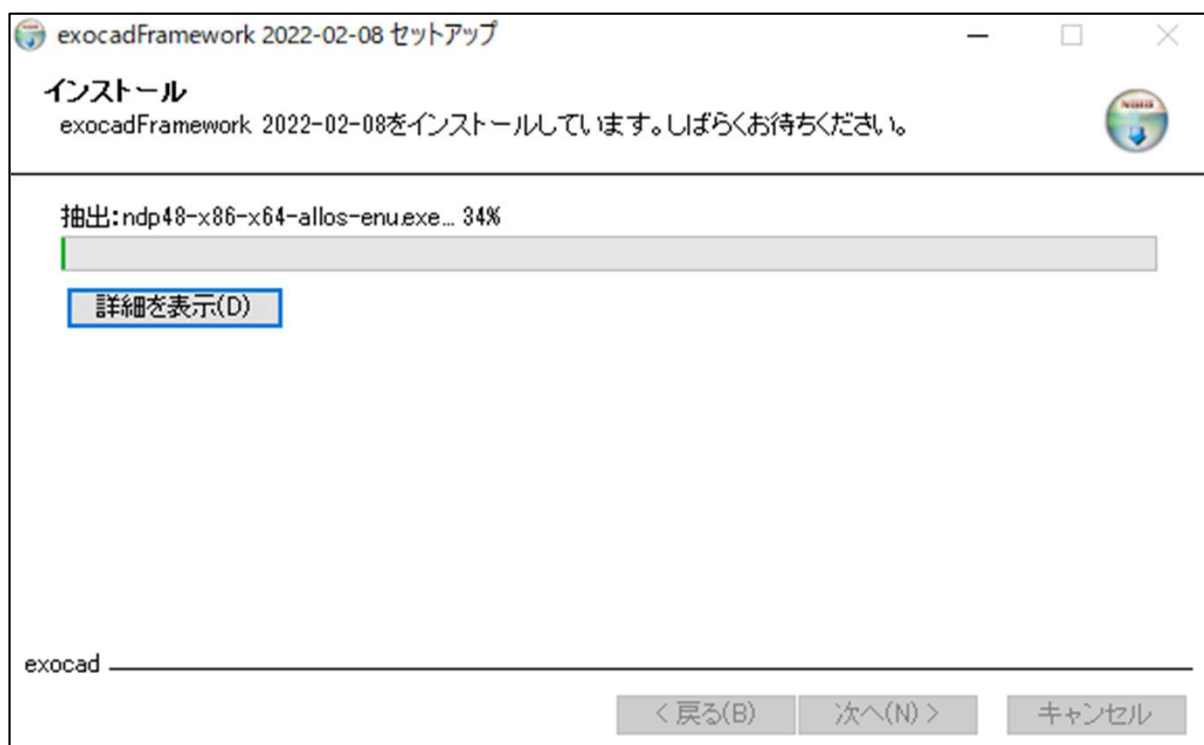 exocadFramework 2022-02-08 セットアップ
インストール
exocadFramework 2022-02-08をインストールしています。しばらくお待ちください。
抽出:ndp48-x86-x64-allos-enu.exe... 34%
詳細を表示(D)
exocad
< 戻る(B) 次へ(N) > キャンセル